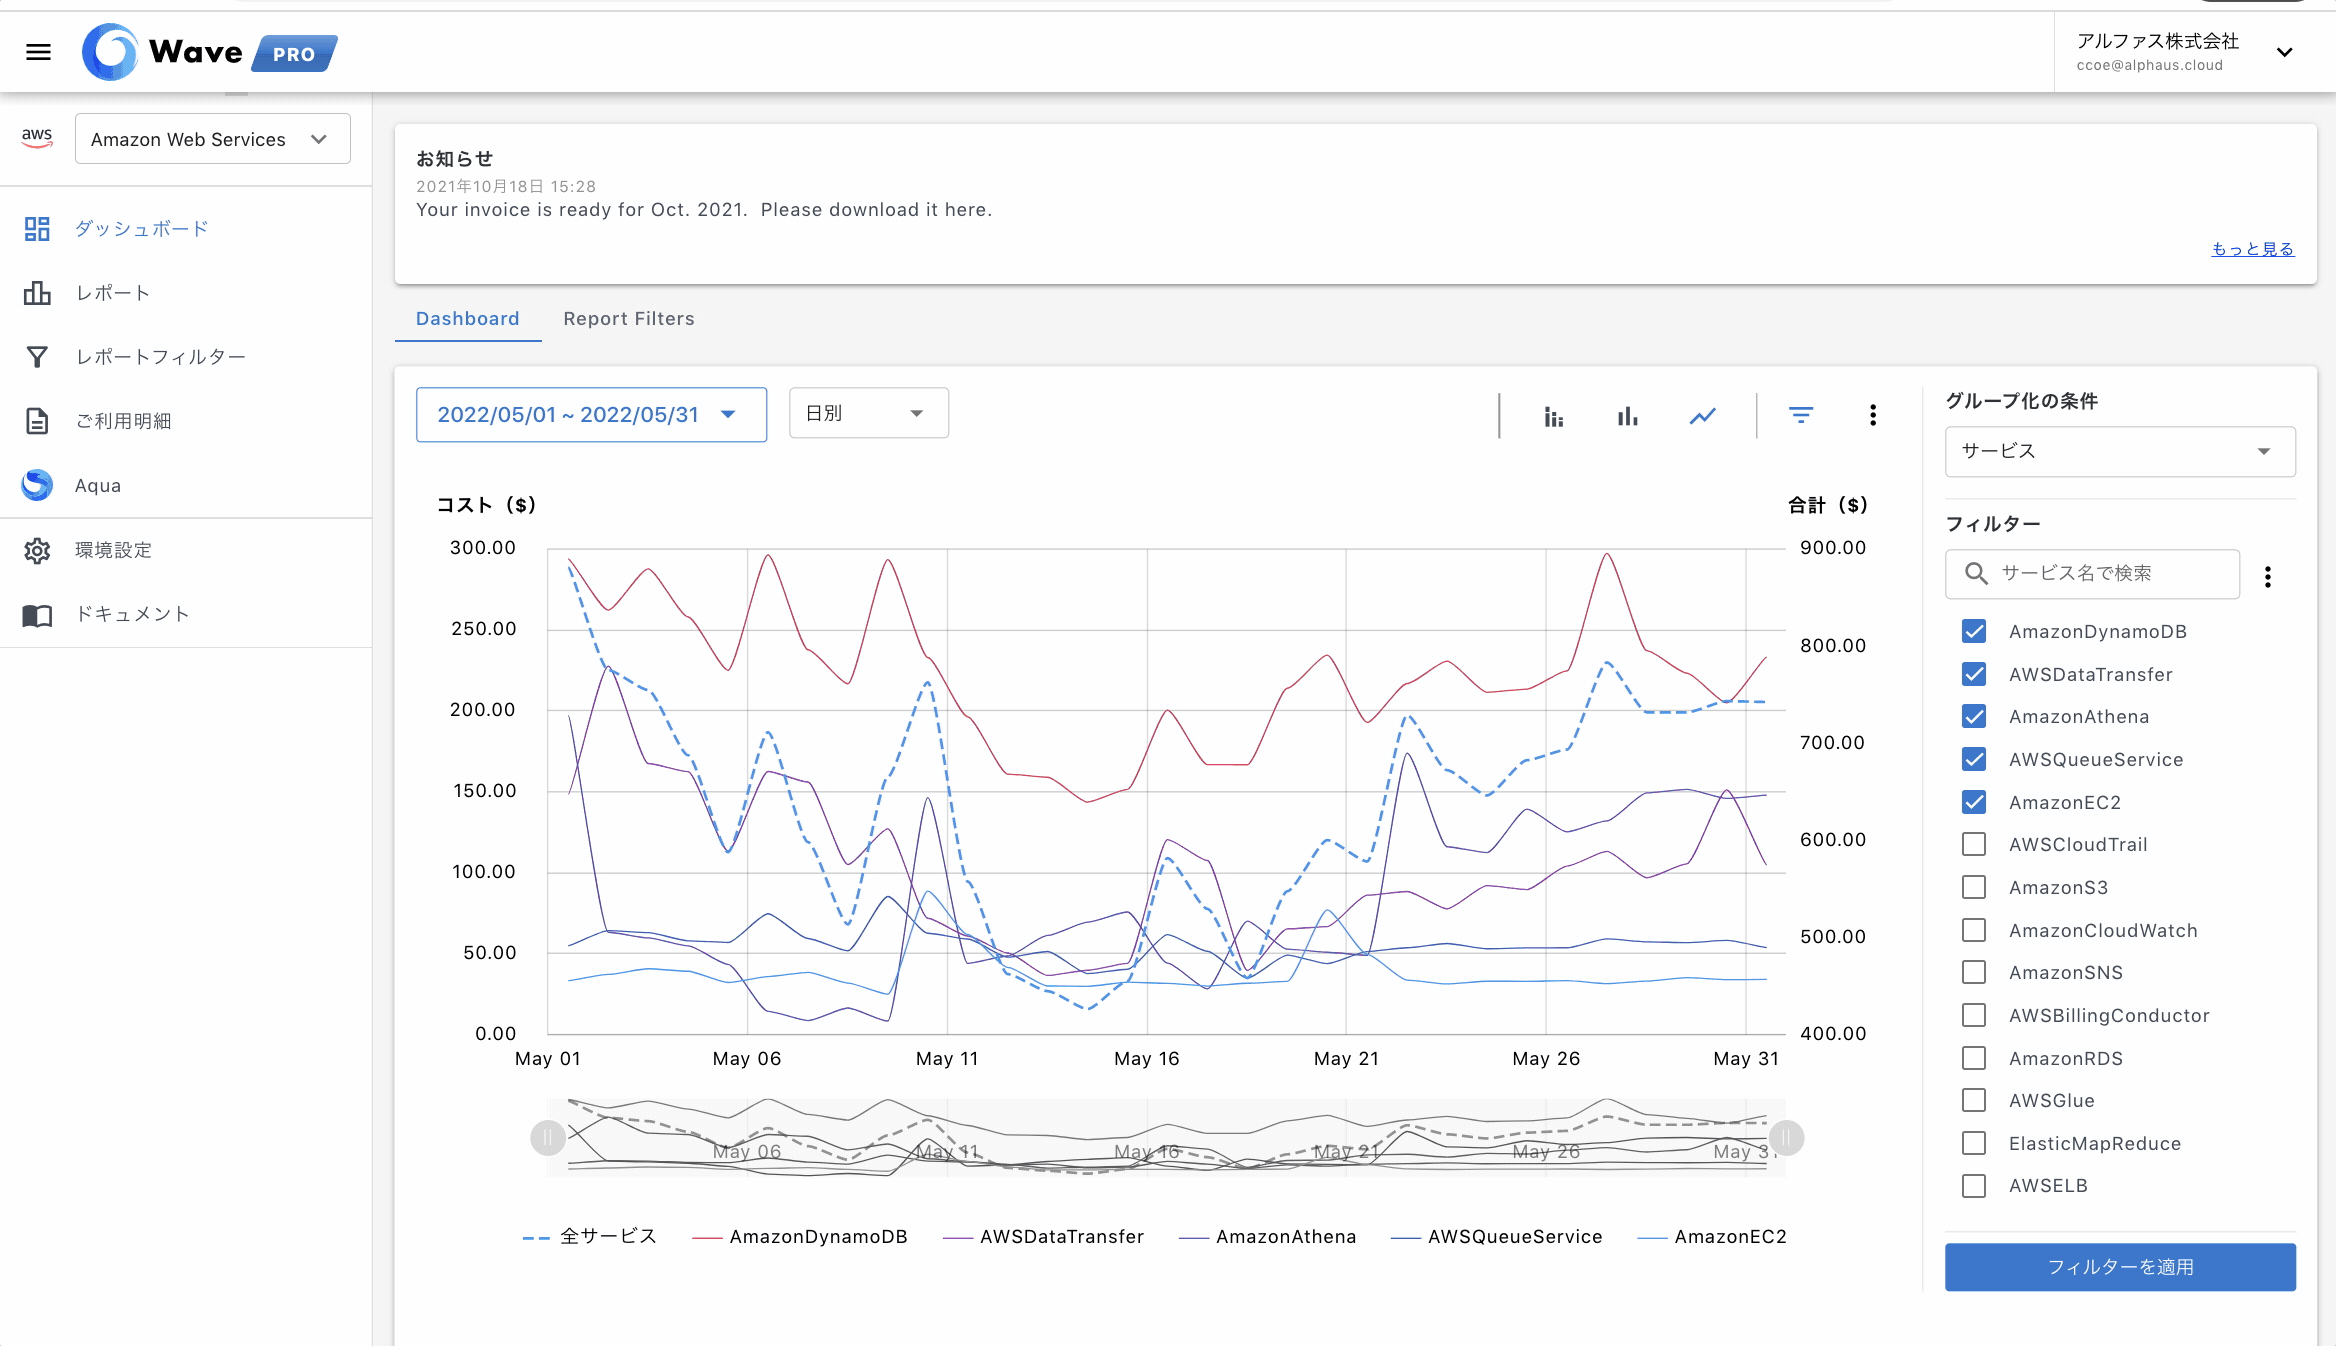 Wave PRO
アルファス株式会社
ccoe@alphaus.cloud
aws
Amazon Web Services
ダッシュボード
レポート
レポートフィルター
ご利用明細
Aqua
環境設定
ドキュメント
お知らせ
2021年10月18日 15:28
Your invoice is ready for Oct. 2021.  Please download it here.
もっと見る
Dashboard Report Filters
2022/05/01 ~ 2022/05/31 日別
コスト ($) 合計 ($)
300.00
250.00
200.00
150.00
100.00
50.00
0.00
900.00
800.00
700.00
600.00
500.00
400.00
May 01 May 06 May 11 May 16 May 21 May 26 May 31
May 06 May 11 May 16 May 21 May 26 May 31
全サービス AmazonDynamoDB AWSDataTransfer AmazonAthena AWSQueueService AmazonEC2
グループ化の条件
サービス
フィルター
サービス名で検索
AmazonDynamoDB
AWSDataTransfer
AmazonAthena
AWSQueueService
AmazonEC2
AWSCloudTrail
AmazonS3
AmazonCloudWatch
AmazonSNS
AWSBillingConductor
AmazonRDS
AWSGlue
ElasticMapReduce
AWSELB
フィルターを適用